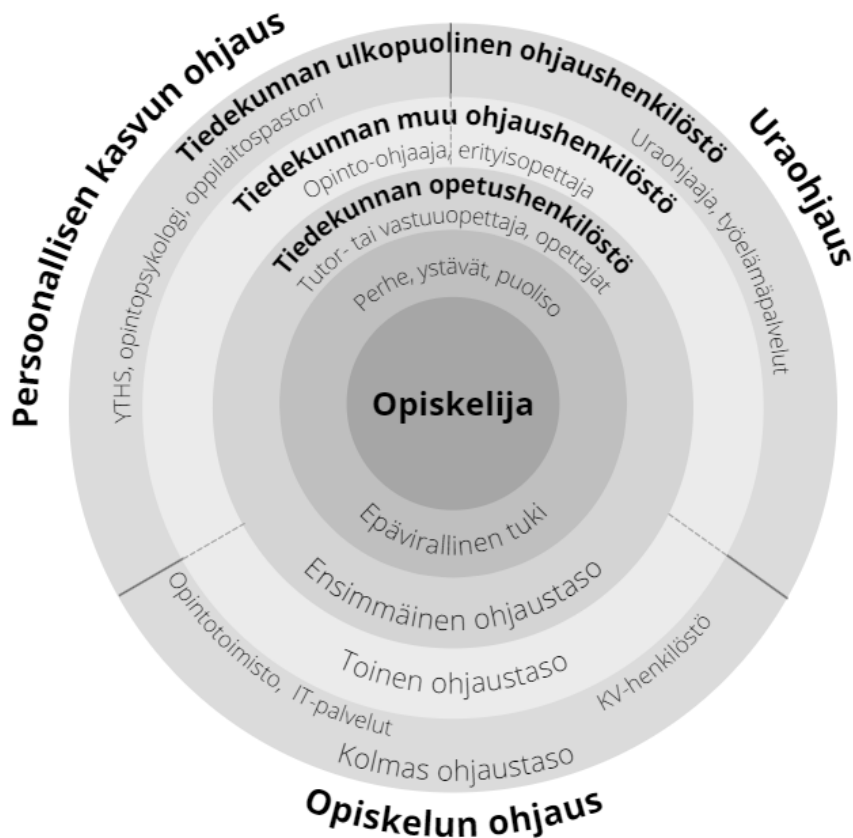 Persoonallisen kasvun ohjaus
Uraohjaus
Tiedekunnan ulkopuolinen ohjaushenkilöstö
YTHS, opintopsykologi, oppilaitospastori
Uraohjaaja, työelämäpalvelut
Tiedekunnan muu ohjaushenkilöstö
Opinto-ohjaaja, erityisopettaja
Tiedekunnan opetushenkilöstö
Tutor- tai vastuuopettaja, opettajat
Perhe, ystävät, puoliso
Opiskelija
Epävirallinen tuki
Ensimmäinen ohjaustaso
Toinen ohjaustaso
Opintotoimisto, IT-palvelut
KV-henkilöstö
Kolmas ohjaustaso
Opiskelun ohjaus